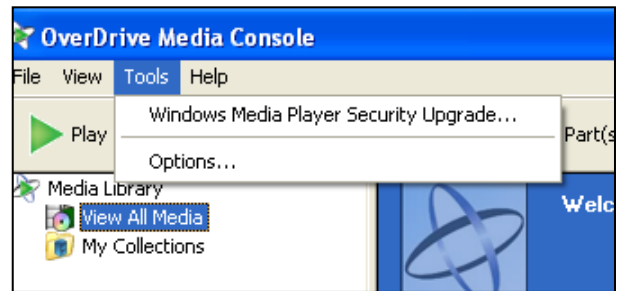 OverDrive Media Console
File View Tools Help
Windows Media Player Security Upgrade...
Play
Part(s
Options...
Media Library
View All Media
Welc
My Collections